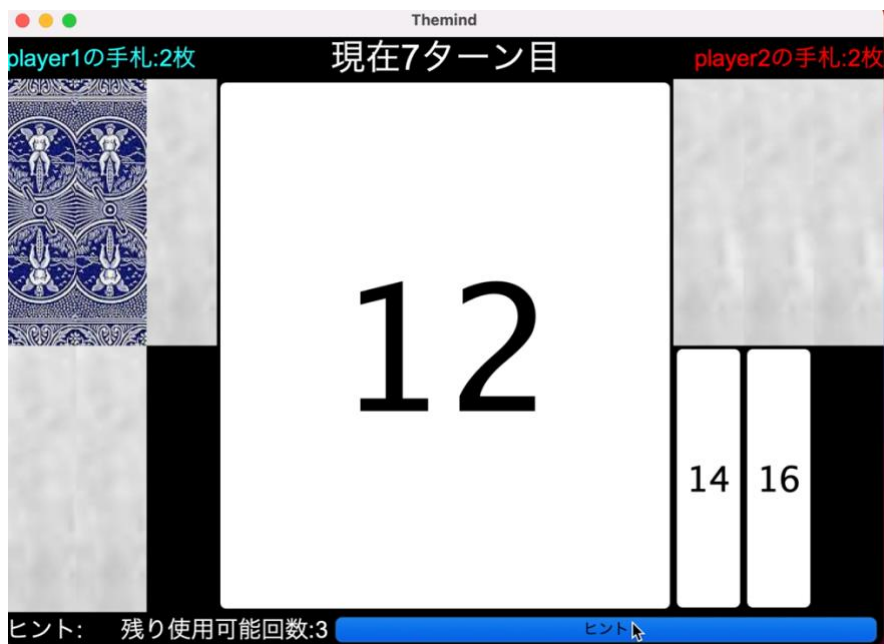 Themind
player1の手札:2枚
現在7ターン目
player2の手札:2枚
12
14
16
ヒント: 残り使用可能回数:3
ヒント